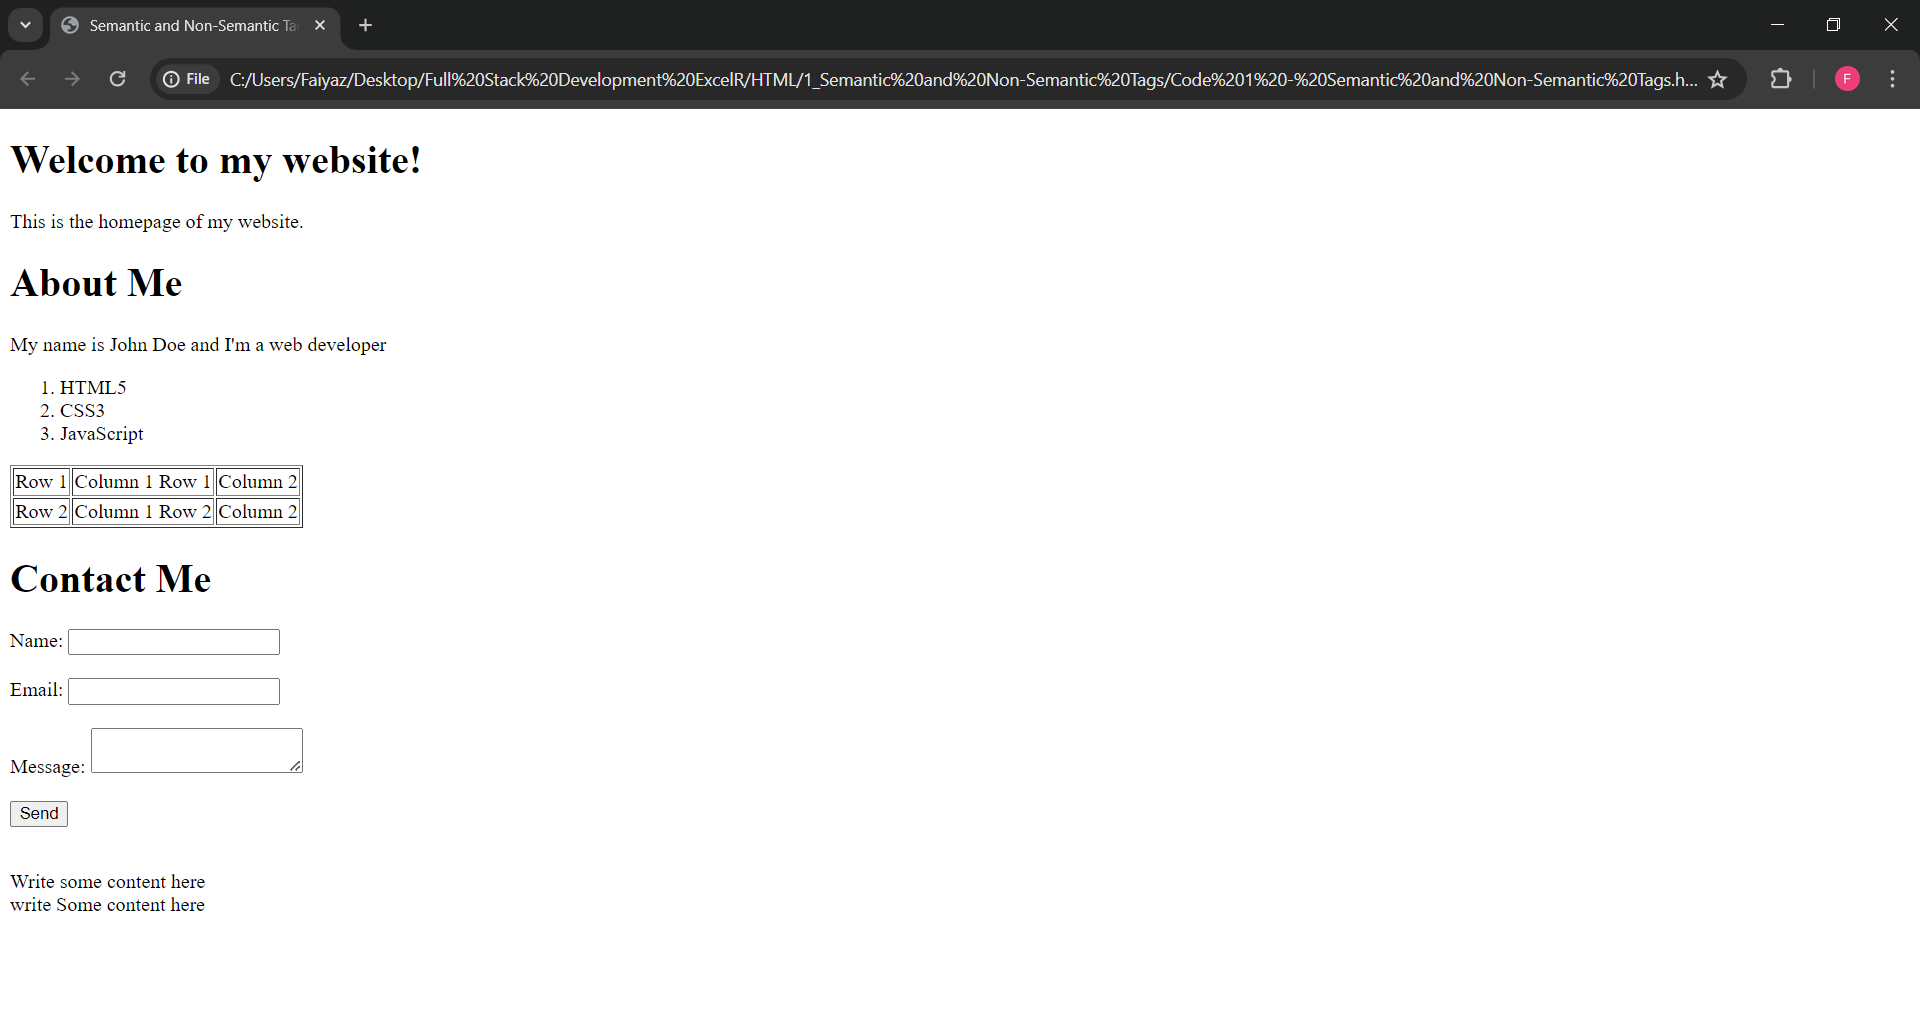 Semantic and Non-Semantic Ta
File C:/Users/Faiyaz/Desktop/Full%20Stack%20Development%20ExcelR/HTML/1_Semantic%20and%20Non-Semantic%20Tags/Code%201%20-%20Semantic%20and%20Non-Semantic%20Tags.h...
F
Welcome to my website!
This is the homepage of my website.
About Me
My name is John Doe and I'm a web developer
1. HTML5
2. CSS3
3. JavaScript
Row 1 Column 1 Row 1 Column 2
Row 2 Column 1 Row 2 Column 2
Contact Me
Name:
Email:
Message:
Send
Write some content here
write Some content here